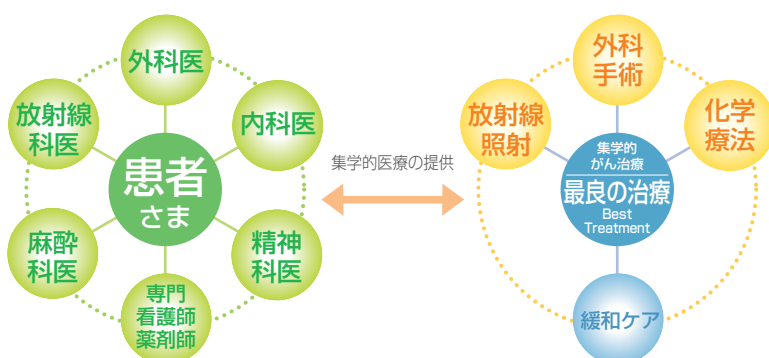 外科医
放射線
科医
内科医
患者
さま
麻酔
科医
精神
科医
専門
看護師
薬剤師
集学的医療の提供
外科
手術
放射線
照射
化学
療法
集学的
がん治療
最良の治療
Best
Treatment
緩和ケア